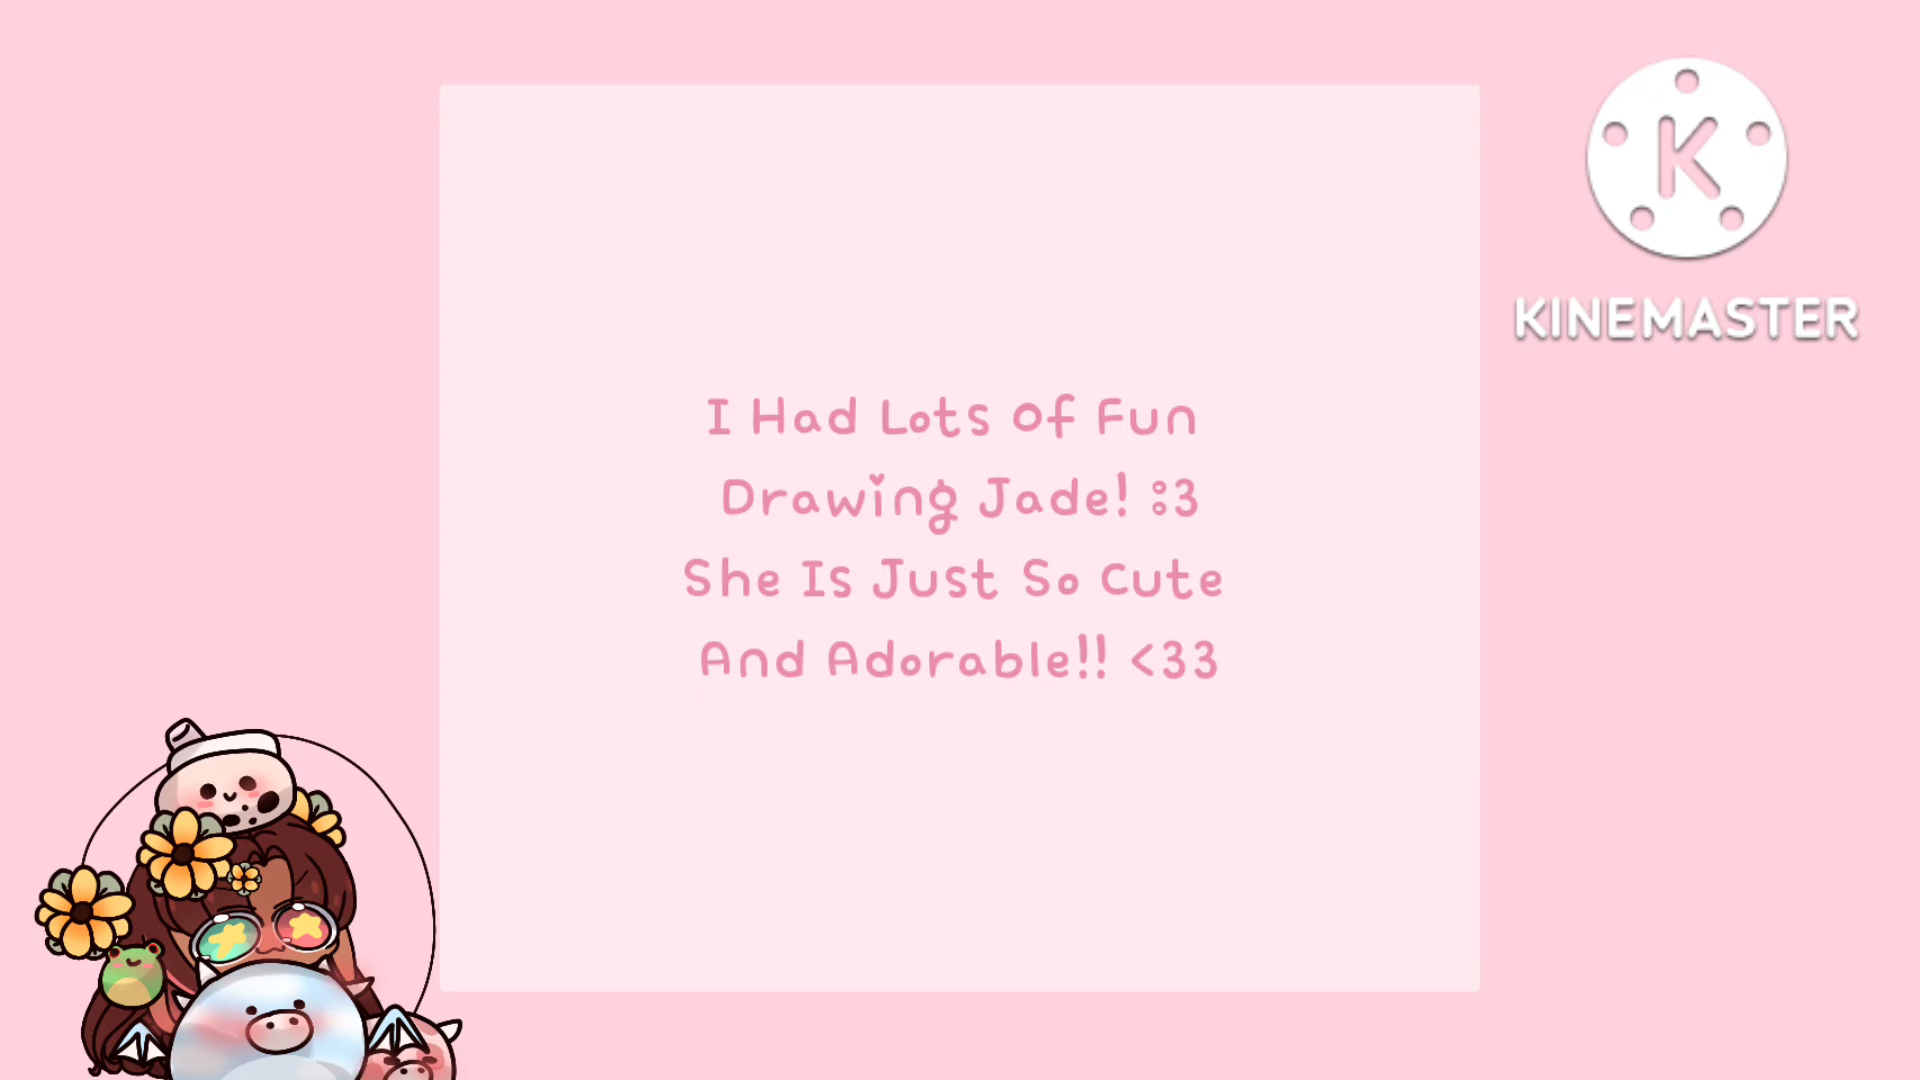 K
KINEMASTER
I Had Lots Of Fun
Drawing Jade! :3
She Is Just So Cute
And Adorable!! <33